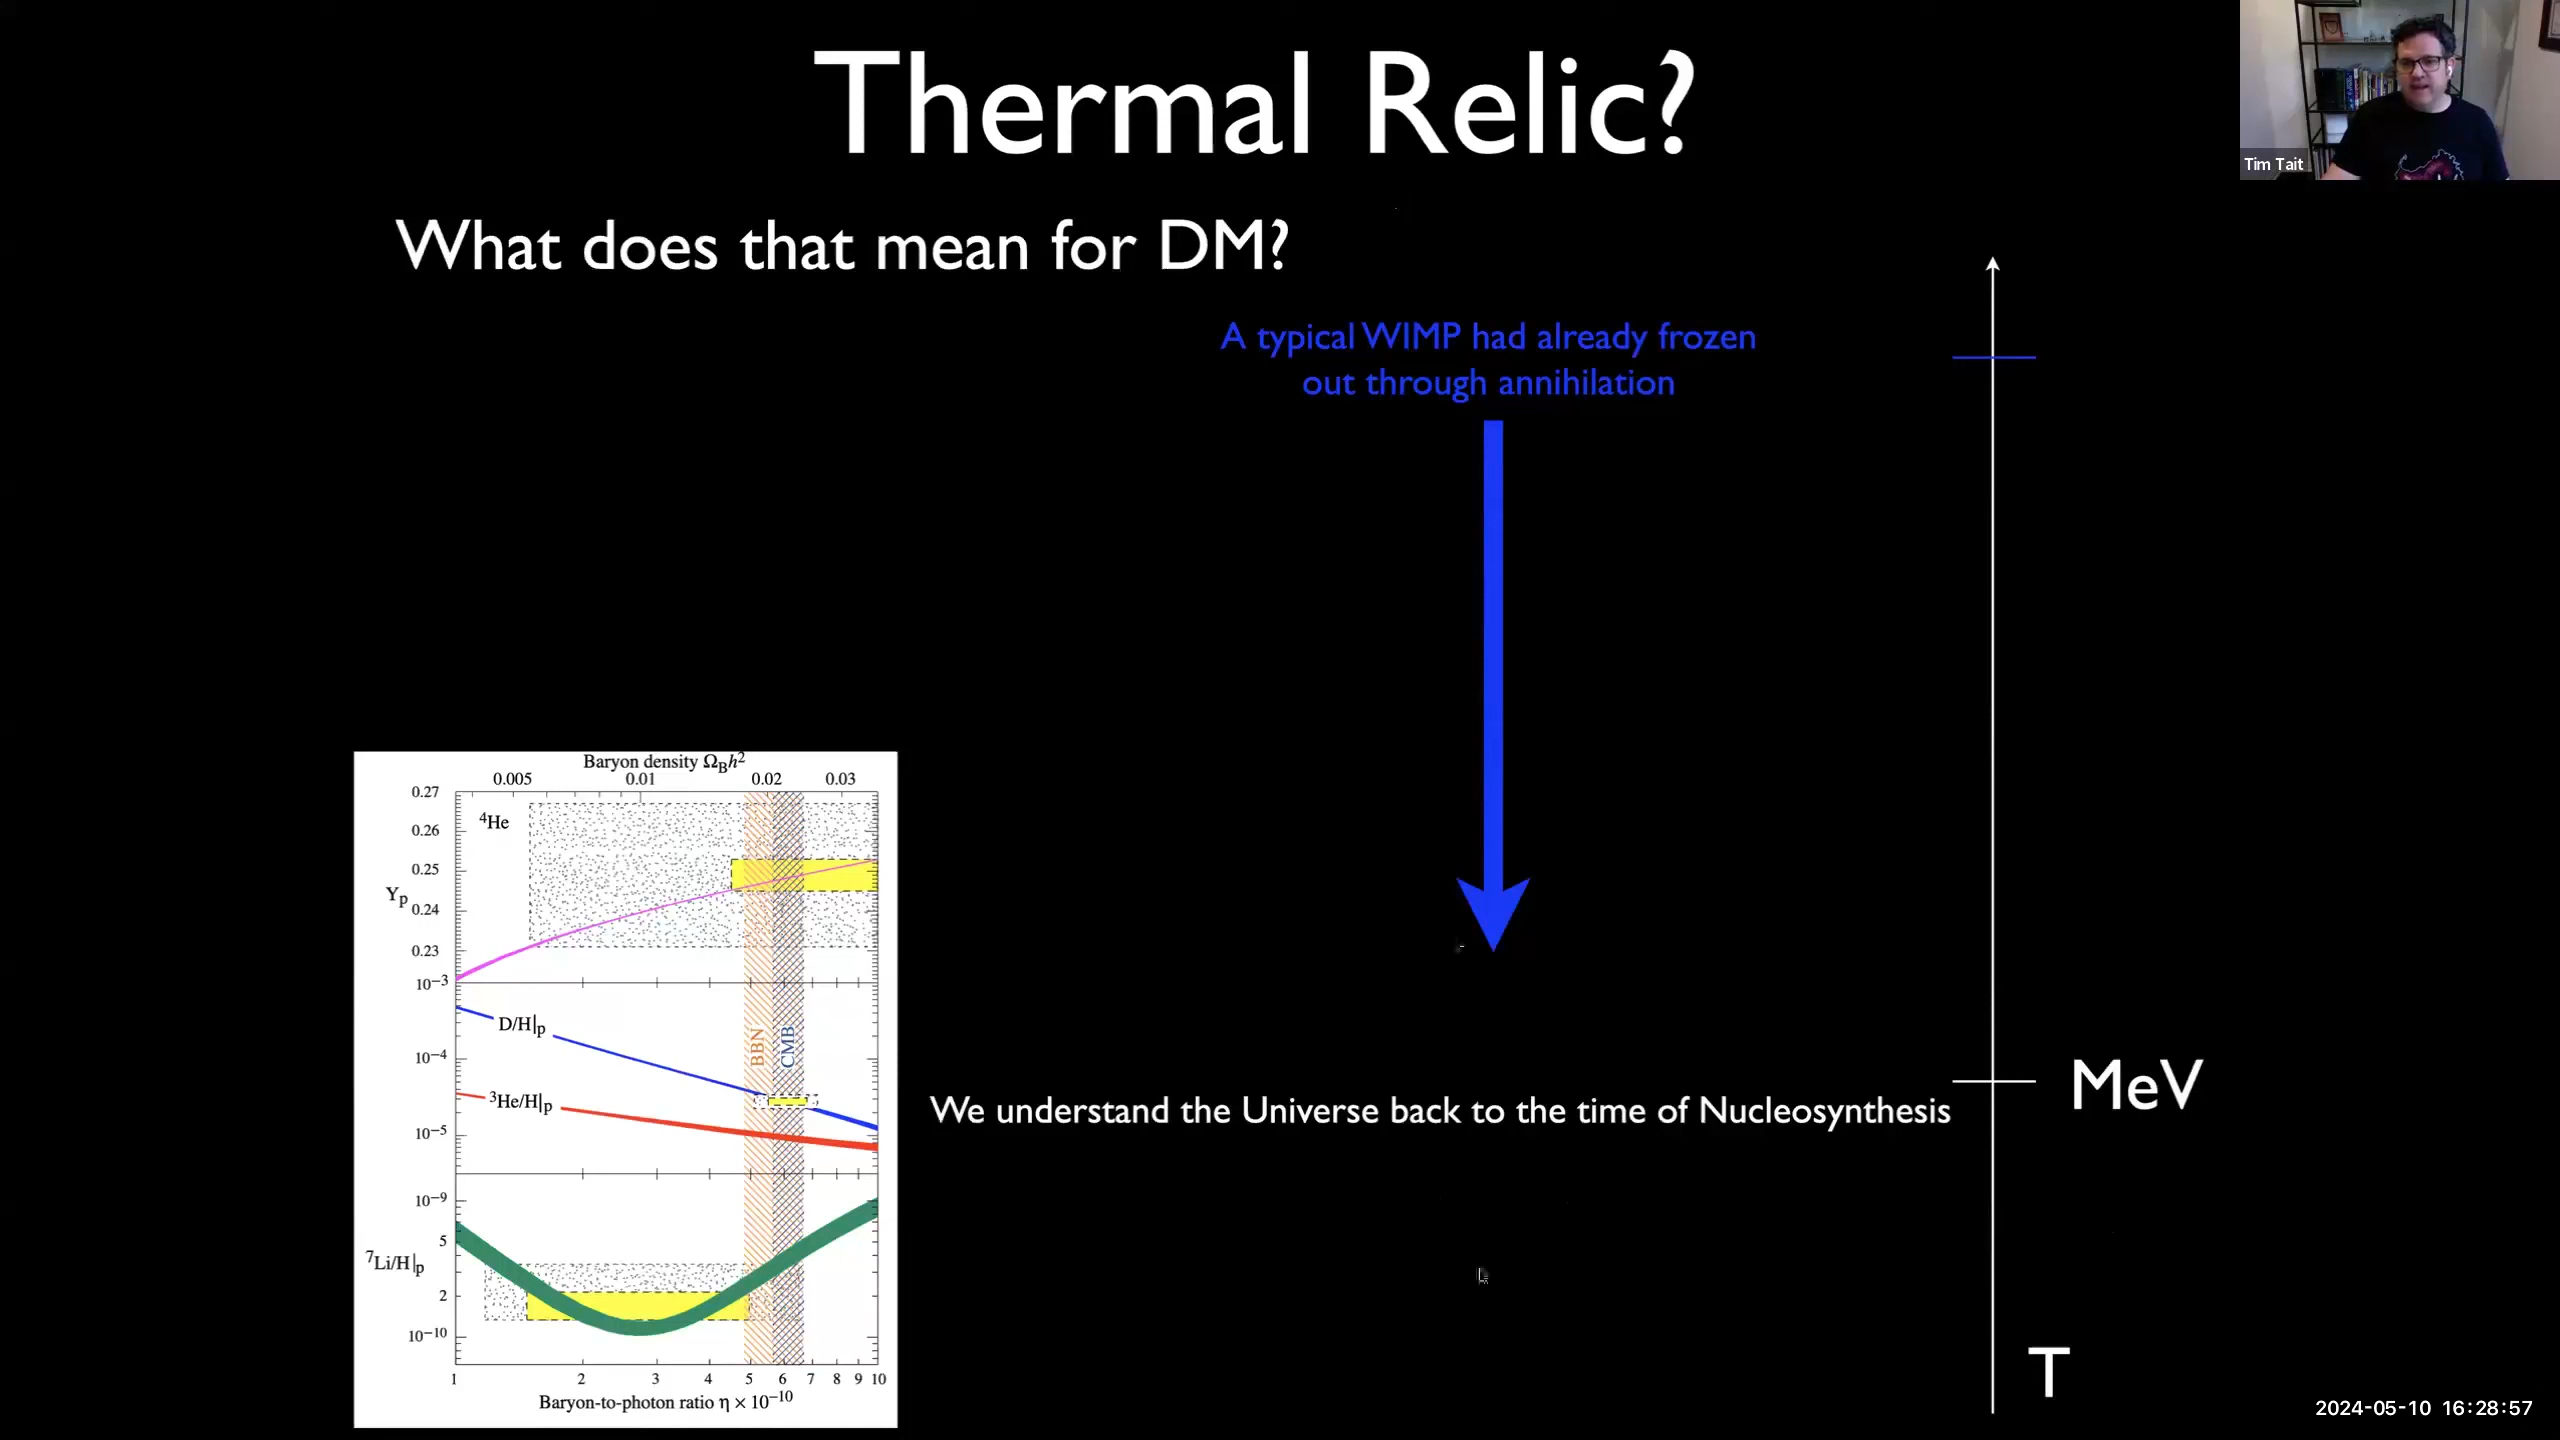 Thermal Relic?
Tim Tait
What does that mean for DM?
A typical WIMP had already frozen
out through annihilation
Baryon density Ω_B h²
0.005 0.01 0.02 0.03
0.27
⁴He
0.26
0.25
Y_p
0.24
0.23
10⁻³
D/H|_p
BBN
CMB
10⁻⁴
³He/H|_p
10⁻⁵
10⁻⁹
5
⁷Li/H|_p
2
10⁻¹⁰
1 2 3 4 5 6 7 8 9 10
Baryon-to-photon ratio η × 10⁻¹⁰
We understand the Universe back to the time of Nucleosynthesis
MeV
T
2024-05-10 16:28:57